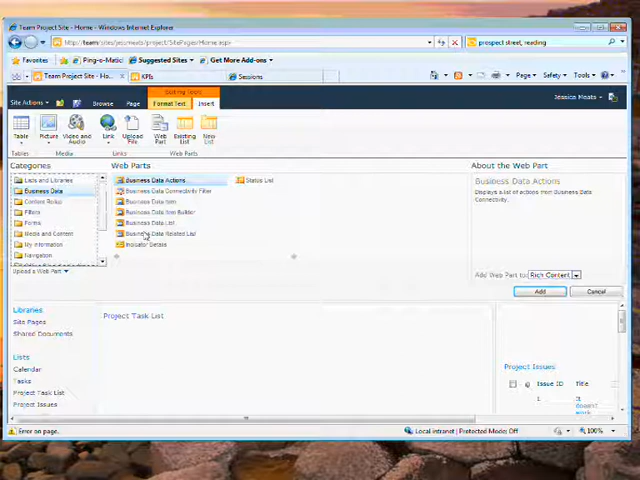 Team Project Site - Home - Windows Internet Explorer
prospect street, reading
Favorites Ping-o-Matic! Suggested Sites Get More Add-ons
Team Project Site - Ho... KPIs Sessions
Page Safety Tools
Editing Tools
Site Actions Browse Page Format Text Insert Jessica Meats
Table Picture Video and Audio Link Upload File Web Part Existing List New List
Tables Media Links Web Parts
Categories Web Parts About the Web Part
Lists and Libraries Business Data Actions Status List Business Data Actions
Business Data Business Data Connectivity Filter Displays a list of actions from Business Data Connectivity.
Content Rollup Business Data Item
Filters Business Data Item Builder
Forms Business Data List
Media and Content Business Data Related List
My Information Indicator Details
Navigation
Upload a Web Part Add Web Part to: Rich Content
Add Cancel
Libraries Project Task List
Site Pages
Shared Documents
Lists Project Issues
Calendar
Tasks Issue ID Title
Project Task List 1
Project Issues doesn't work
Error on page. Local intranet | Protected Mode: Off 100%